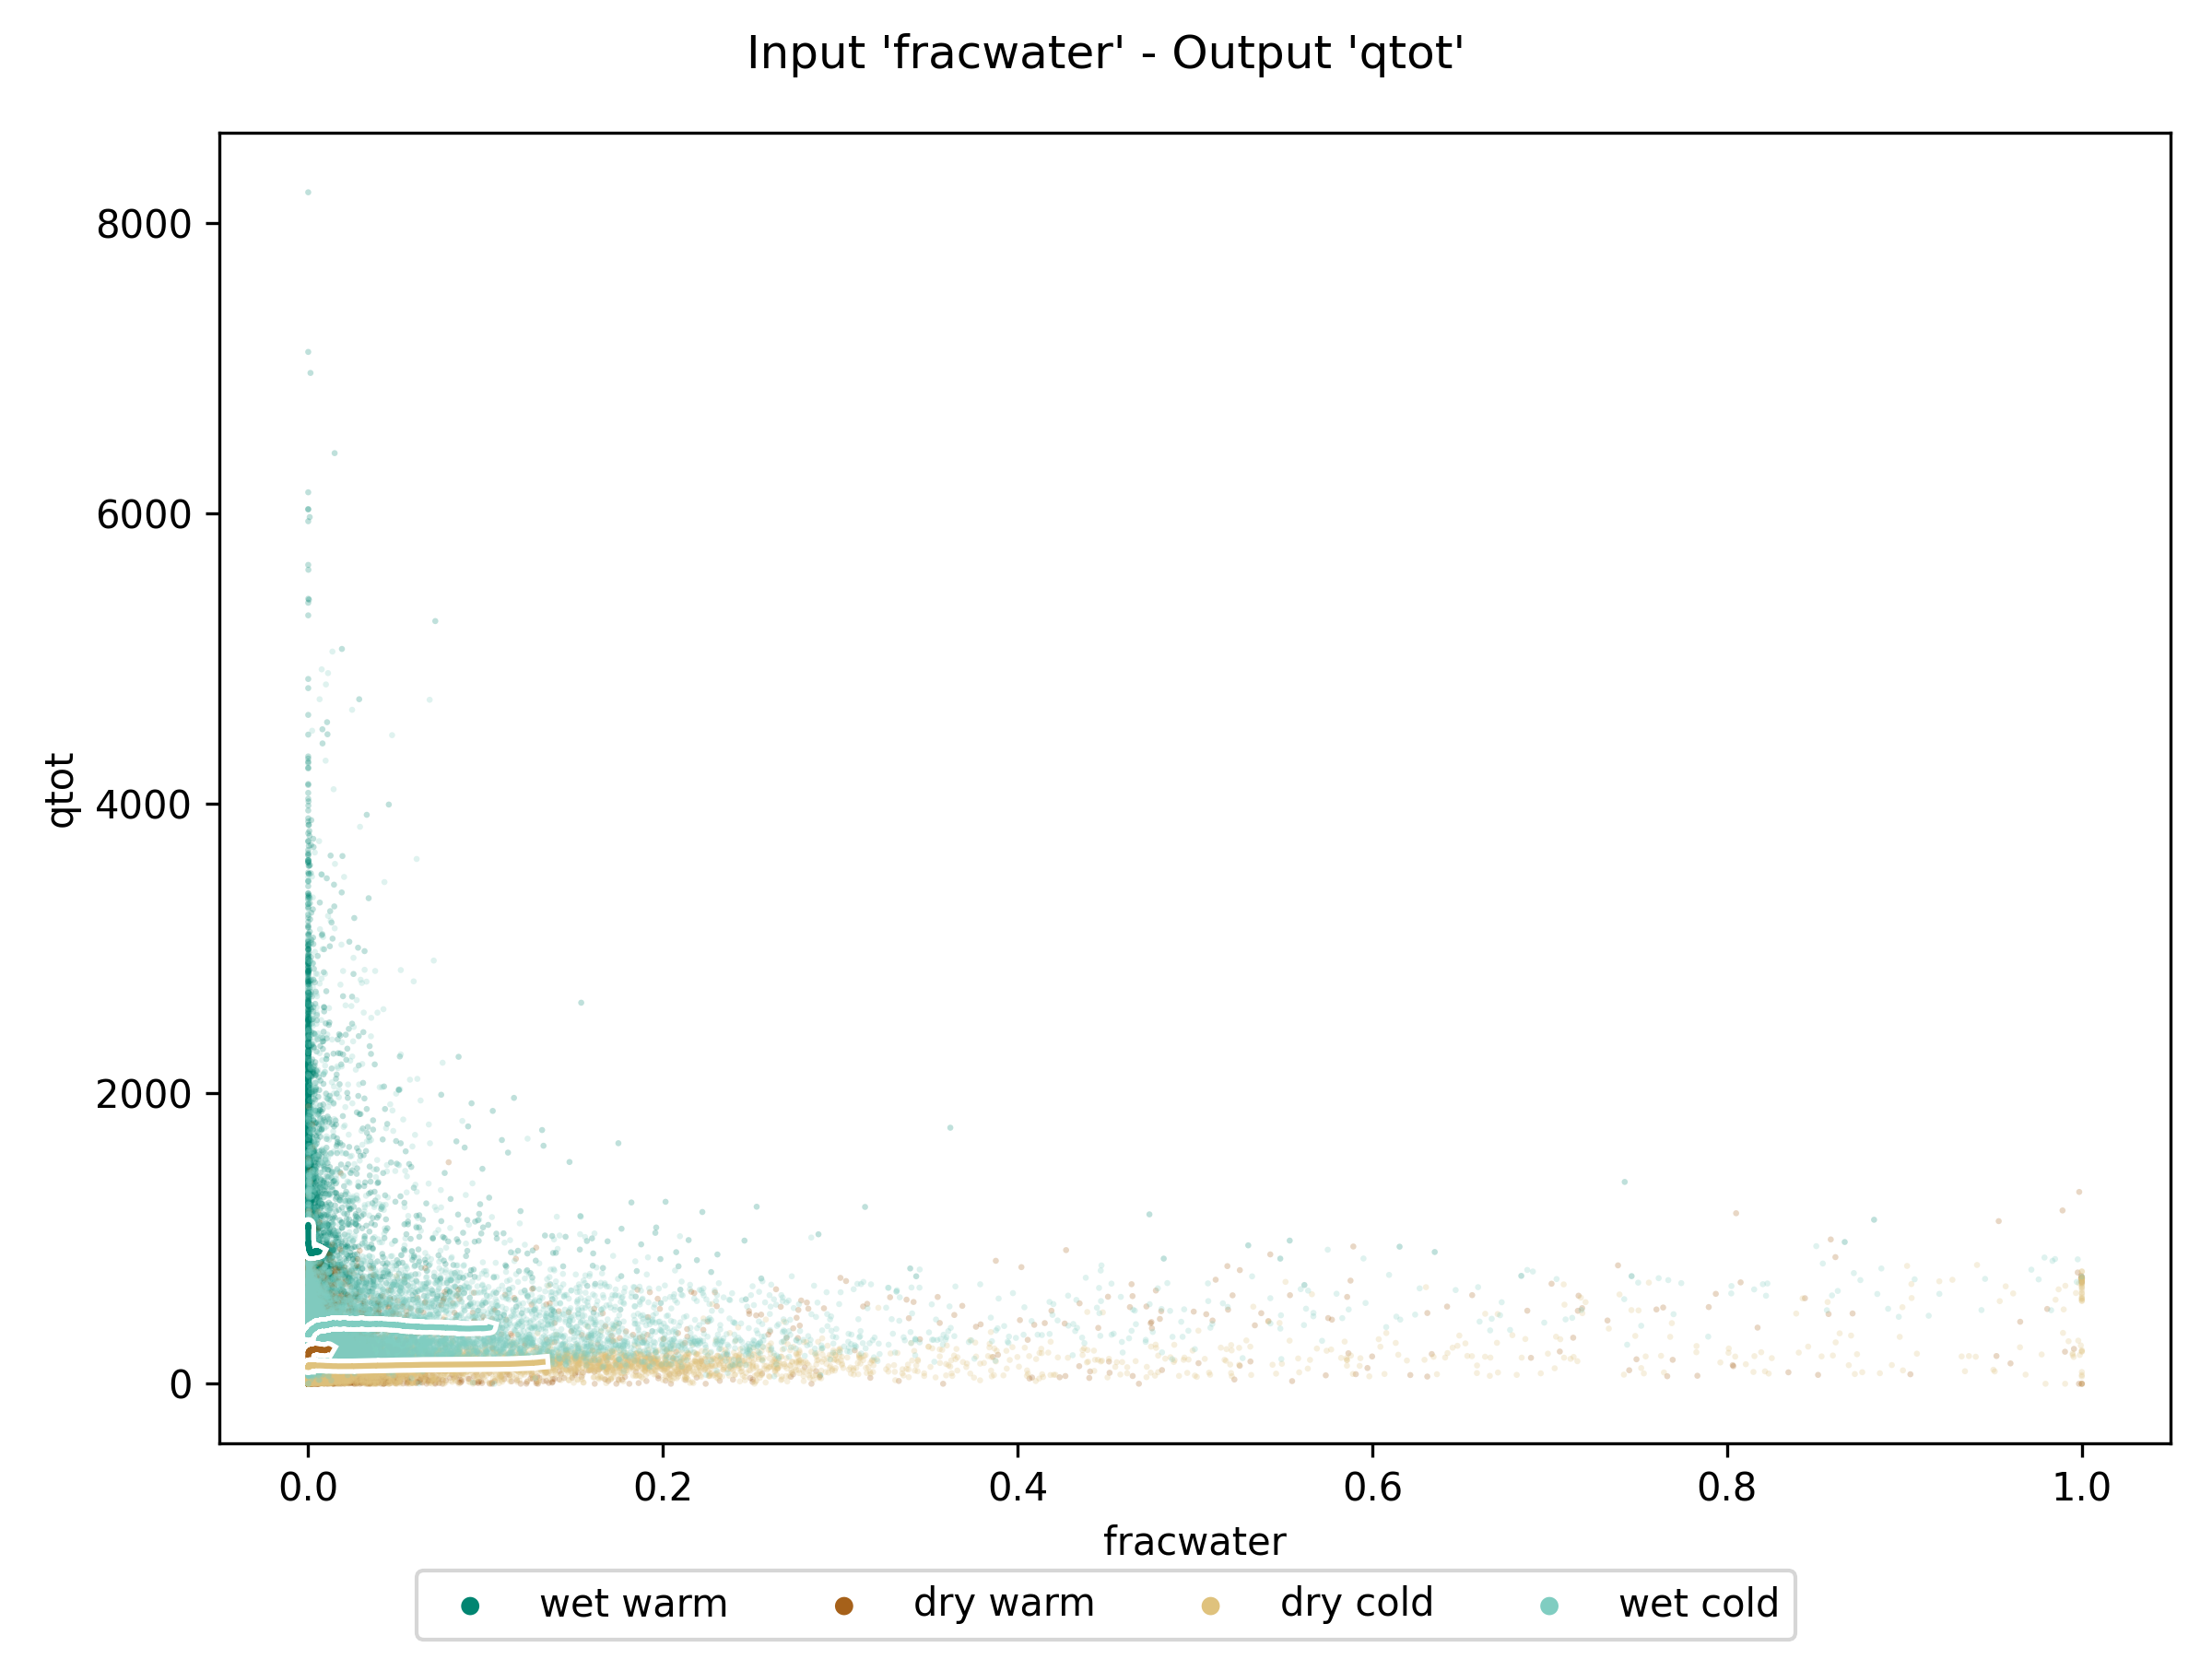 Input 'fracwater' - Output 'qtot'
8000
6000
4000
2000
0
qtot
0.0 0.2 0.4 0.6 0.8 1.0
fracwater
wet warm dry warm dry cold wet cold